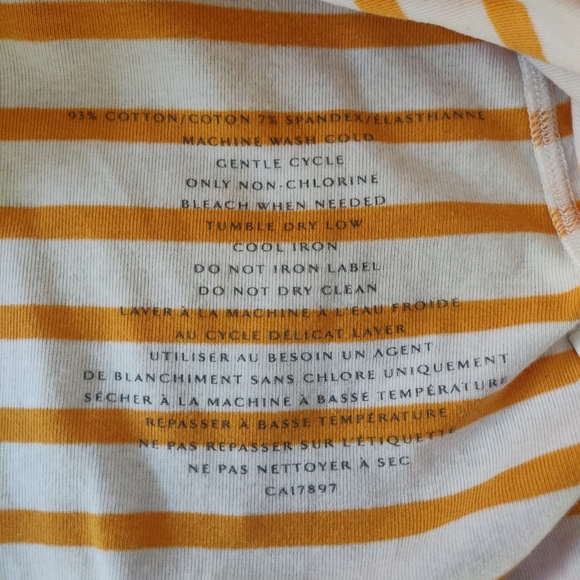 93% COTTON/COTON 7% SPANDEX/ÉLASTHANNE
MACHINE WASH COLD
GENTLE CYCLE
ONLY NON-CHLORINE
BLEACH WHEN NEEDED
TUMBLE DRY LOW
COOL IRON
DO NOT IRON LABEL
DO NOT DRY CLEAN
LAVER À LA MACHINE À L'EAU FROIDE
AU CYCLE DÉLICAT LAVER
UTILISER AU BESOIN UN AGENT
DE BLANCHIMENT SANS CHLORE UNIQUEMENT
SÉCHER À LA MACHINE À BASSE TEMPÉRATURE
REPASSER À BASSE TEMPÉRATURE
NE PAS REPASSER SUR L'ÉTIQUETTE
NE PAS NETTOYER À SEC
CA17897